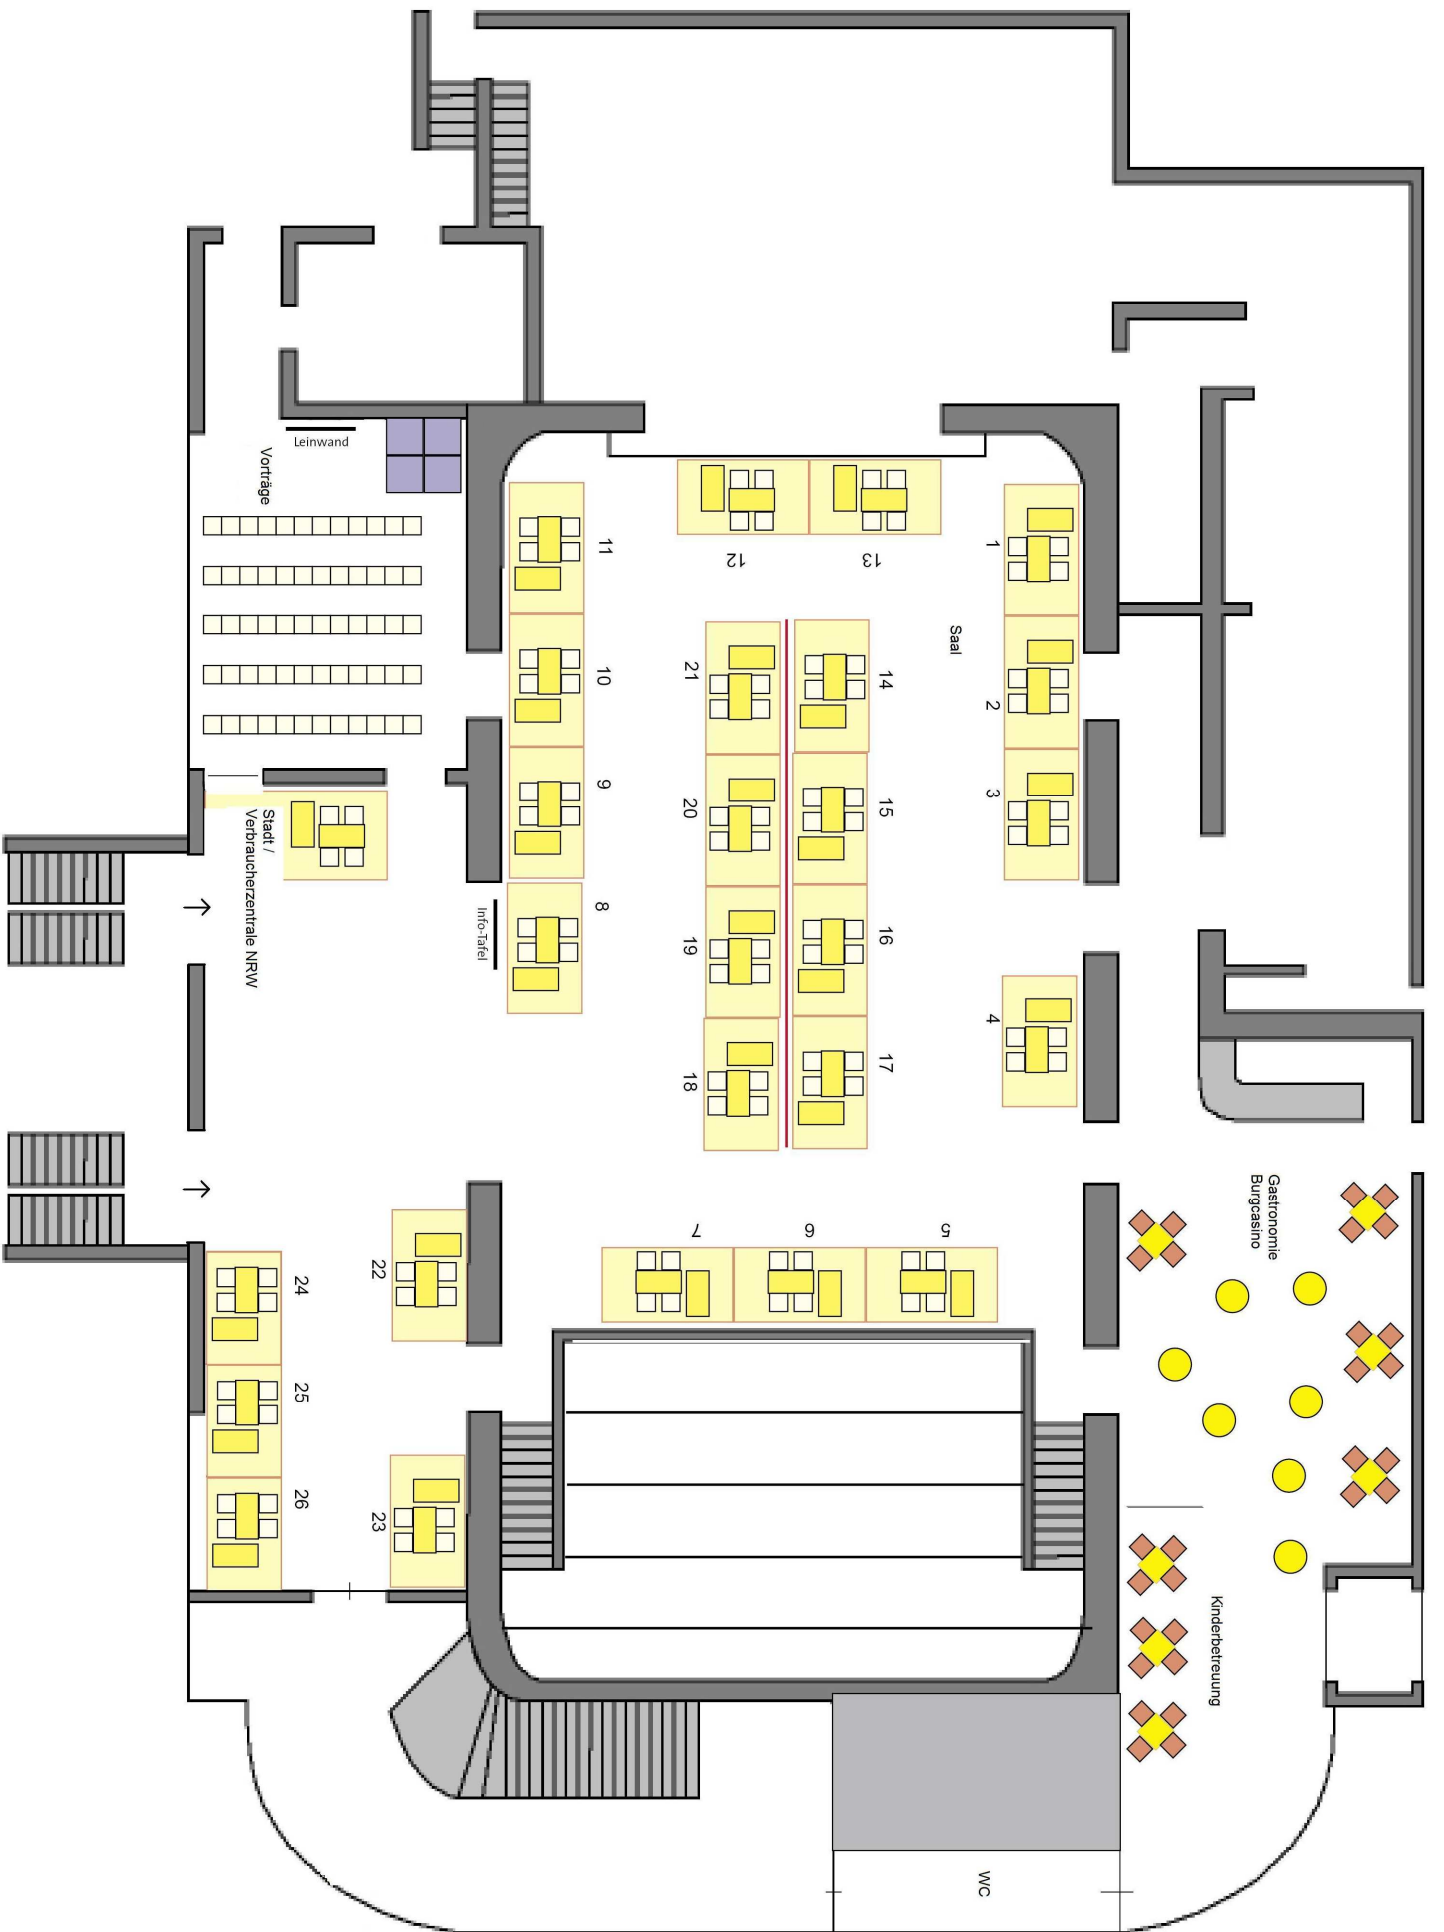 Leinwand
Vorträge
11
10
9
8
12
13
1
2
3
4
Saal
21
20
19
18
14
15
16
17
Info-Tafel
Stadt /
Verbraucherzentrale NRW
7
6
5
22
23
24
25
26
Gastronomie
Burgcasino
Kinderbetreuung
WC